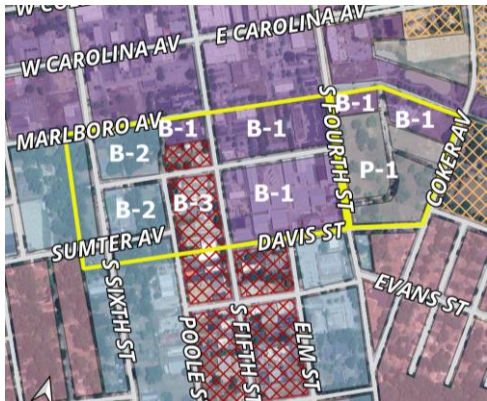 W CAROLINA AV
E CAROLINA AV
MARLBORO AV
S FOURTH ST
COKER AV
B-1
B-1
B-1
B-1
B-2
P-1
B-2
B-3
B-1
SUMTER AV
DAVIS ST
S SIXTH ST
EVANS ST
POOLE S
S FIFTH ST
ELM ST